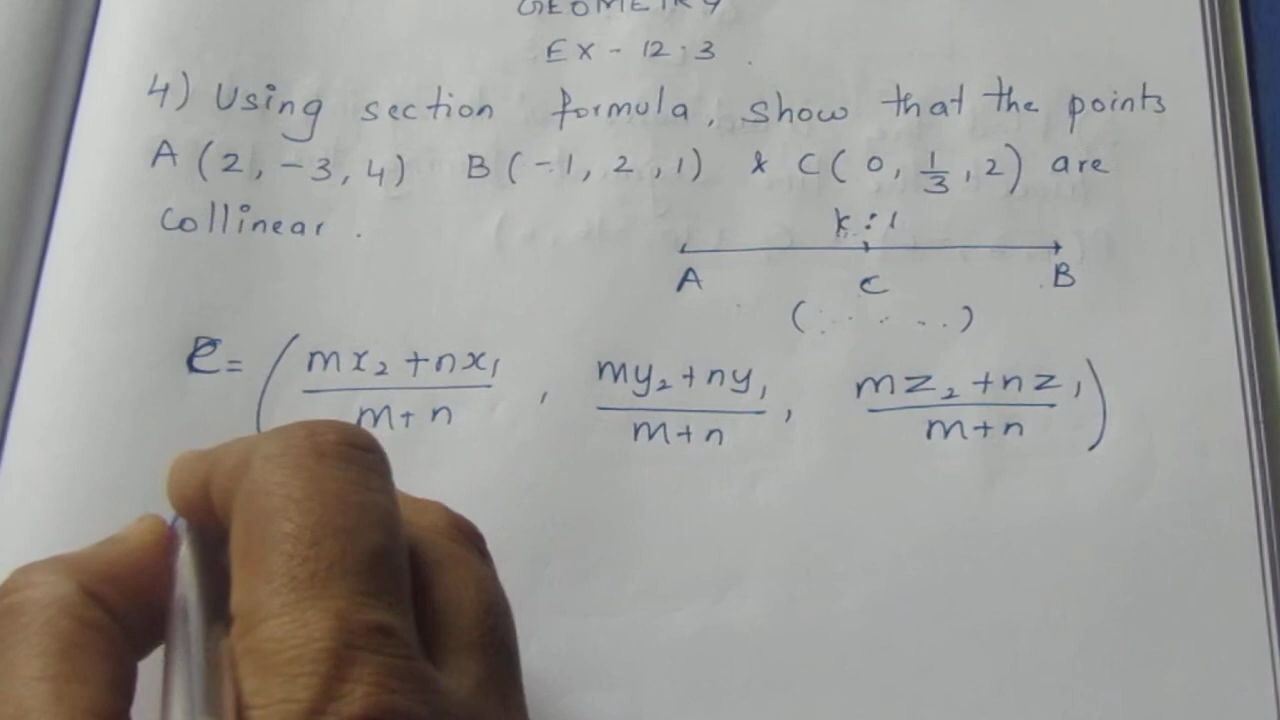 GEOMETRY
EX - 12.3
4) Using section formula, show that the points
A (2, -3, 4) B (-1, 2, 1) & C (0, 1/3, 2) are
collinear.
k : 1
A C B
( . . . . . )
C = ( (mx₂ + nx₁)/(m+n) , (my₂ + ny₁)/(m+n) , (mz₂ + nz₁)/(m+n) )